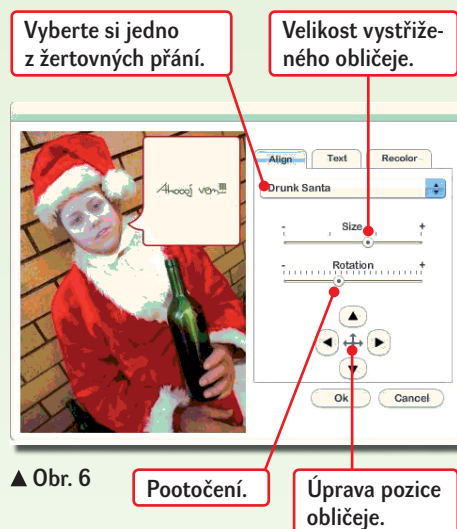 Vyberte si jedno
z žertovných přání.
Velikost vystřiže-
ného obličeje.
Ahooj vem!!!
Align
Text
Recolor
Drunk Santa
- Size +
- Rotation +
Ok
Cancel
▲ Obr. 6
Pootočení.
Úprava pozice
obličeje.